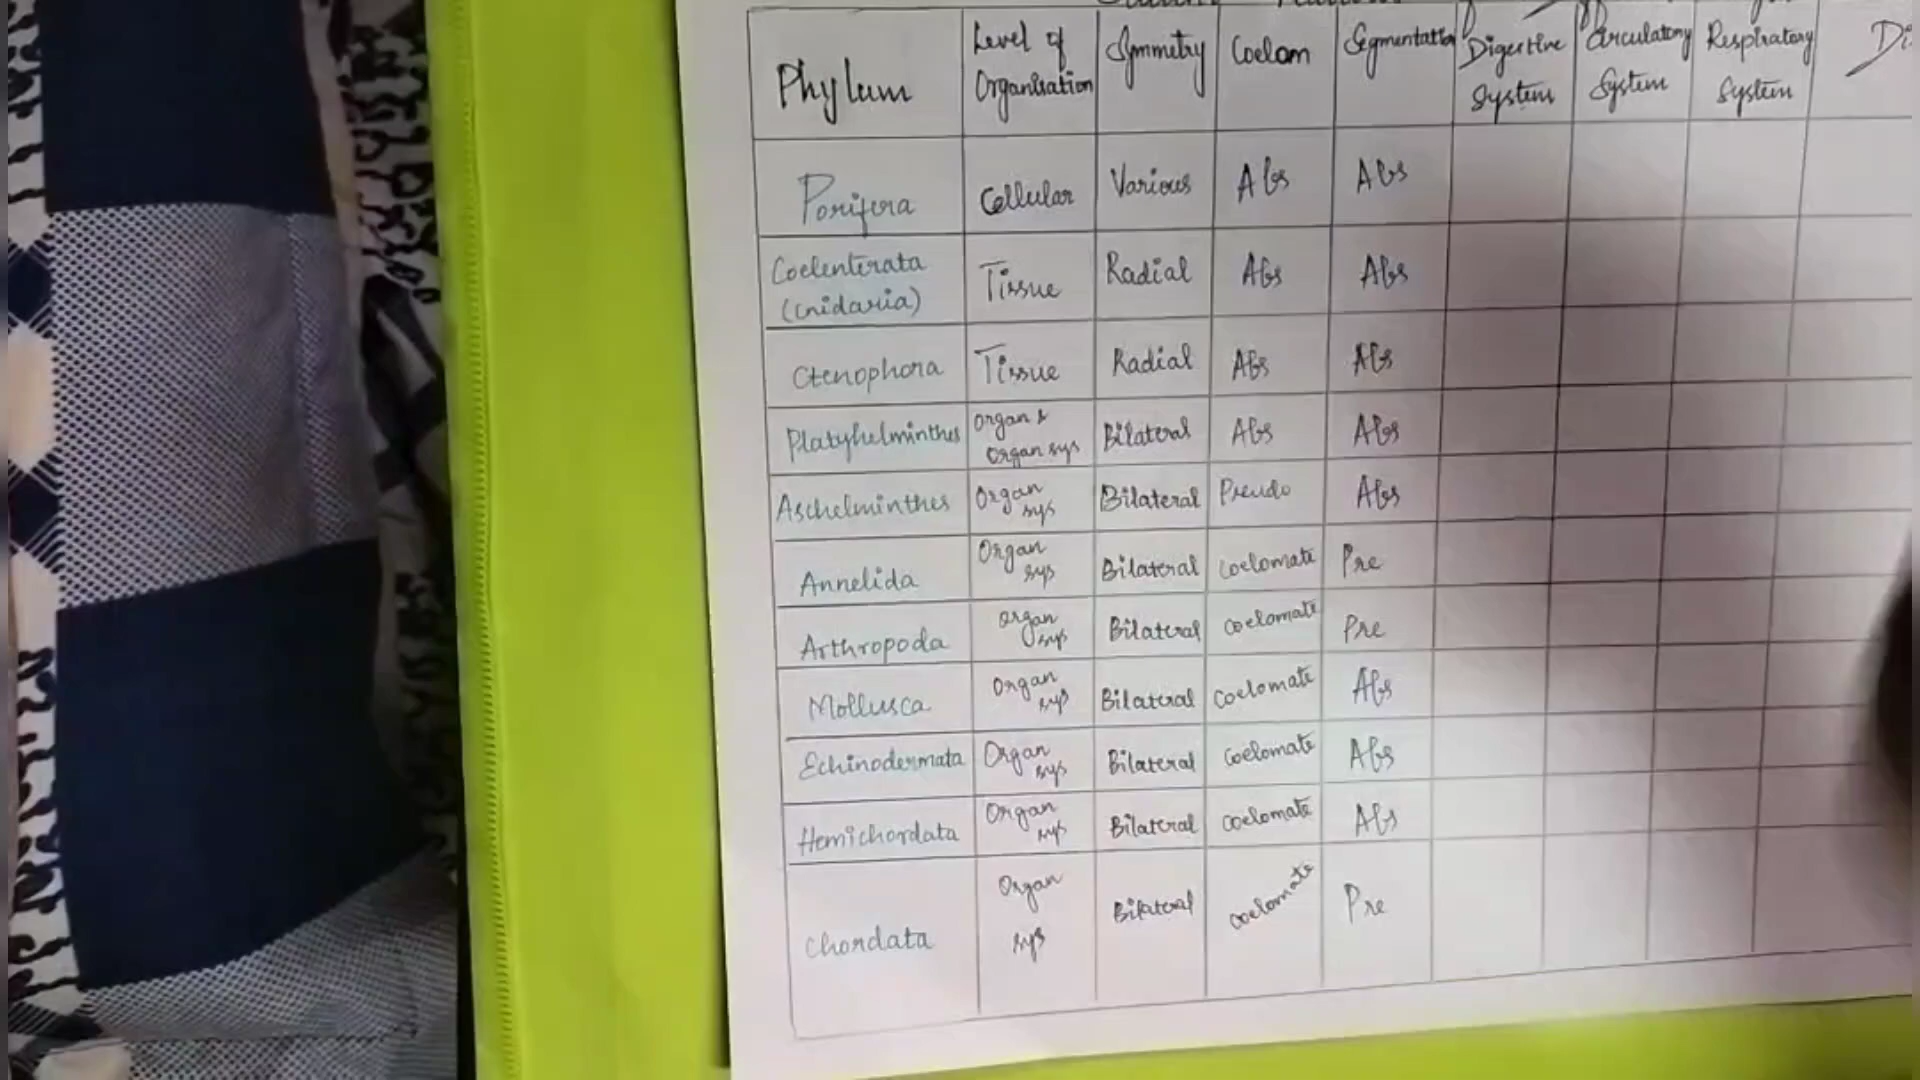 Phylum Level of Organisation Symmetry Coelom Segmentation Digestive System Circulatory System Respiratory System
Porifera Cellular Various Abs Abs
Coelenterata (Cnidaria) Tissue Radial Abs Abs
Ctenophora Tissue Radial Abs Abs
Platyhelminthes Organ & organ sys Bilateral Abs Abs
Aschelminthes Organ sys Bilateral Pseudo Abs
Annelida Organ sys Bilateral Coelomate Pre
Arthropoda Organ sys Bilateral Coelomate Pre
Mollusca Organ sys Bilateral Coelomate Abs
Echinodermata Organ sys Bilateral Coelomate Abs
Hemichordata Organ sys Bilateral Coelomate Abs
Chordata Organ sys Bilateral Coelomate Pre